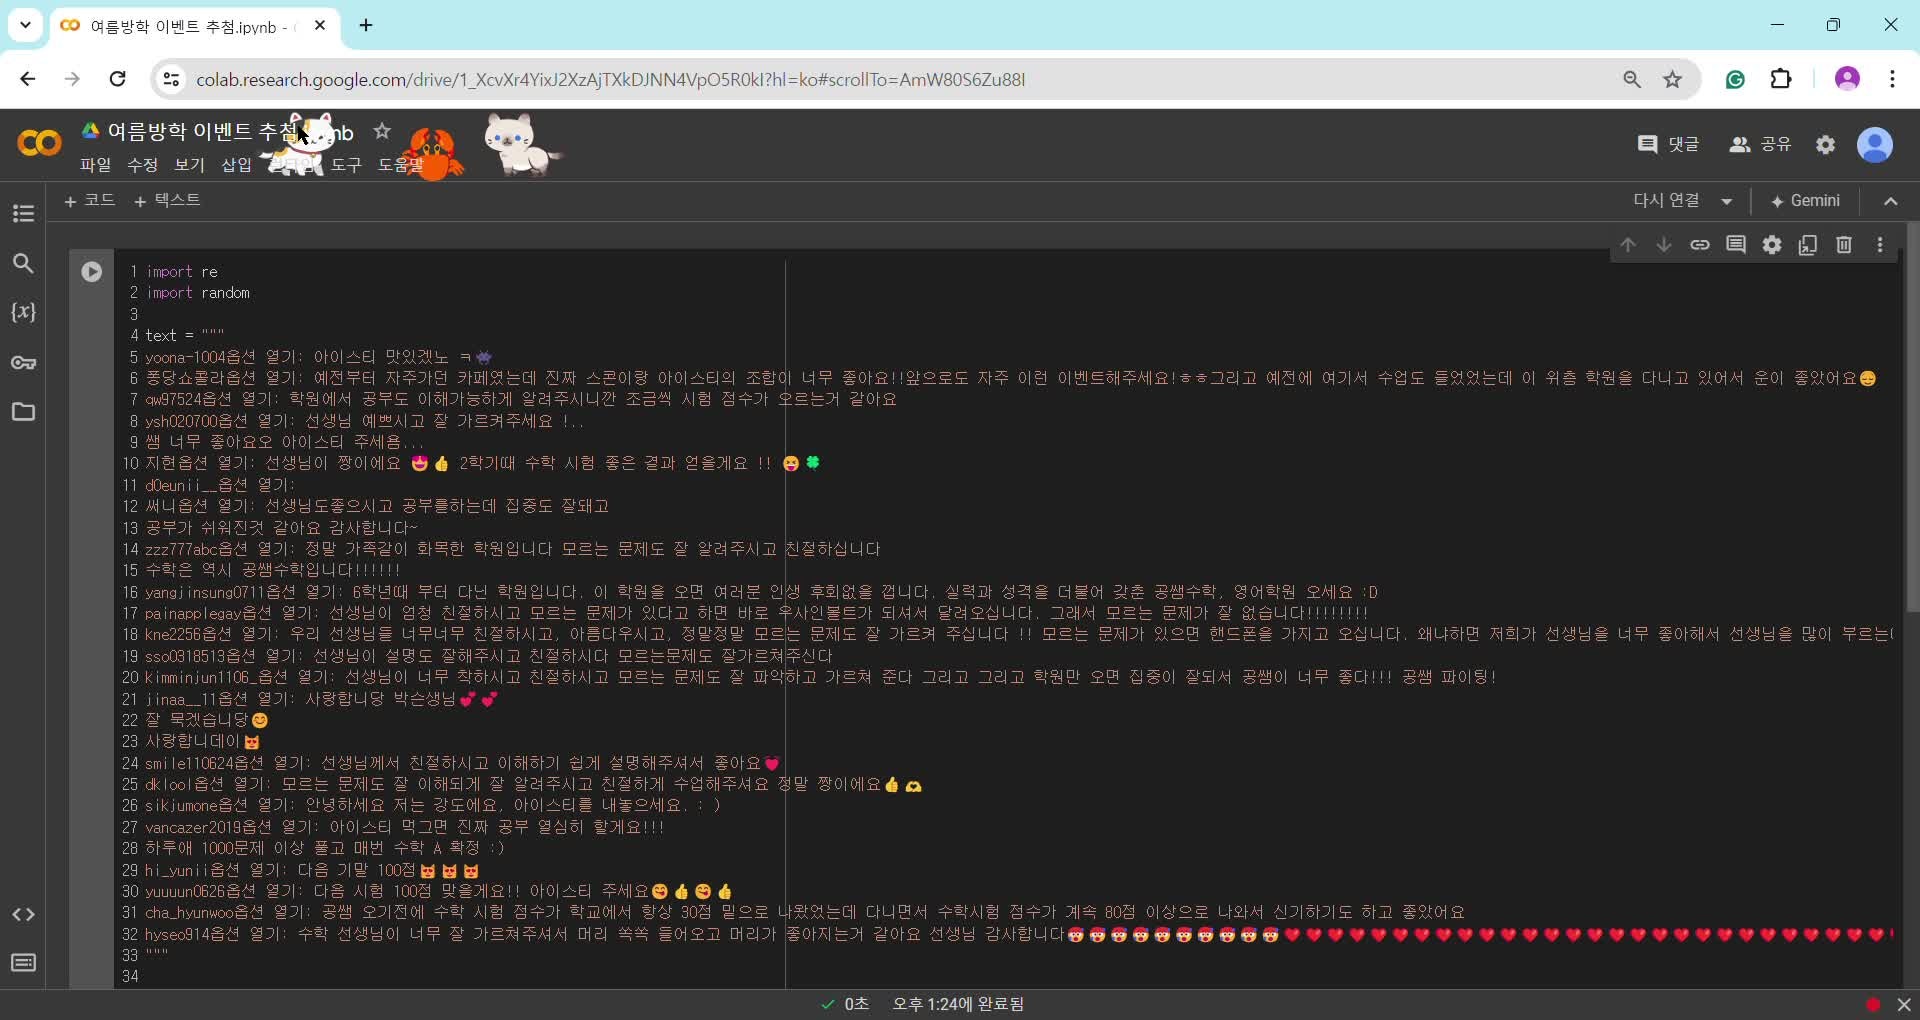 여름방학 이벤트 추첨.ipynb -
colab.research.google.com/drive/1_XcvXr4YixJ2XzAjTXkDJNN4VpO5R0kI?hl=ko#scrollTo=AmW80S6Zu88l
여름방학 이벤트 추첨 nb
댓글 공유
파일 수정 보기 삽입 도구 도움말
+ 코드 + 텍스트 다시 연결 Gemini
1 import re
2 import random
3
4 text = """
5 yoona-1004옵션 열기: 아이스티 맛있겠노 ㅋ👾
6 퐁당쇼콜라옵션 열기: 예전부터 자주가던 카페였는데 진짜 스콘이랑 아이스티의 조합이 너무 좋아요!!앞으로도 자주 이런 이벤트해주세요!ㅎㅎ그리고 예전에 여기서 수업도 들었었는데 이 위층 학원을 다니고 있어서 운이 좋았어요😔
7 qw97524옵션 열기: 학원에서 공부도 이해가능하게 알려주시니깐 조금씩 시험 점수가 오르는거 같아요
8 ysh020700옵션 열기: 선생님 예쁘시고 잘 가르켜주세요 !..
9 쌤 너무 좋아요오 아이스티 주세욤...
10 지현옵션 열기: 선생님이 짱이에요 😍👍 2학기때 수학 시험 좋은 결과 얻을게요 !! 😝🍀
11 d0eunii__옵션 열기:
12 써니옵션 열기: 선생님도좋으시고 공부를하는데 집중도 잘돼고
13 공부가 쉬워진것 같아요 감사합니다~
14 zzz777abc옵션 열기: 정말 가족같이 화목한 학원입니다 모르는 문제도 잘 알려주시고 친절하십니다
15 수학은 역시 공쌤수학입니다!!!!!!
16 yangjinsung0711옵션 열기: 6학년때 부터 다닌 학원입니다. 이 학원을 오면 여러분 인생 후회없을 껍니다. 실력과 성격을 더불어 갖춘 공쌤수학, 영어학원 오세요 :D
17 painapplegay옵션 열기: 선생님이 엄청 친절하시고 모르는 문제가 있다고 하면 바로 우사인볼트가 되셔서 달려오십니다. 그래서 모르는 문제가 잘 없습니다!!!!!!!!
18 kne2256옵션 열기: 우리 선생님들 너무너무 친절하시고, 아름다우시고, 정말정말 모르는 문제도 잘 가르켜 주십니다 !! 모르는 문제가 있으면 핸드폰을 가지고 오십니다. 왜냐하면 저희가 선생님을 너무 좋아해서 선생님을 많이 부르는
19 sso0318513옵션 열기: 선생님이 설명도 잘해주시고 친절하시다 모르는문제도 잘가르쳐주신다
20 kimminjun1106_옵션 열기: 선생님이 너무 착하시고 친절하시고 모르는 문제도 잘 파악하고 가르쳐 준다 그리고 그리고 학원만 오면 집중이 잘되서 공쌤이 너무 좋다!!! 공쌤 파이팅!
21 jinaa__11옵션 열기: 사랑합니당 박슨생님💕💕
22 잘 묵겠습니당😊
23 사랑합니데이😻
24 smile110624옵션 열기: 선생님께서 친절하시고 이해하기 쉽게 설명해주셔서 좋아요💗
25 dklool옵션 열기: 모르는 문제도 잘 이해되게 잘 알려주시고 친절하게 수업해주셔요 정말 짱이에요👍🫶
26 sikjumone옵션 열기: 안녕하세요 저는 강도에요, 아이스티를 내놓으세요. : )
27 vancazer2019옵션 열기: 아이스티 먹그면 진짜 공부 열심히 할게요!!!
28 하루애 1000문제 이상 풀고 매번 수학 A 확정 :)
29 hi_yunii옵션 열기: 다음 기말 100점😻😻😻
30 yuuuun0626옵션 열기: 다음 시험 100점 맞을게요!! 아이스티 주세요😋👍😋👍
31 cha_hyunwoo옵션 열기: 공쌤 오기전에 수학 시험 점수가 학교에서 항상 30점 밑으로 나왔었는데 다니면서 수학시험 점수가 계속 80점 이상으로 나와서 신기하기도 하고 좋았어요
32 hyseo914옵션 열기: 수학 선생님이 너무 잘 가르쳐주셔서 머리 쏙쏙 들어오고 머리가 좋아지는거 같아요 선생님 감사합니다🥳🥳🥳🥳🥳🥳🥳🥳🥳🥳❤❤❤❤❤❤❤❤❤❤❤❤❤❤❤❤❤❤❤❤❤❤❤❤❤❤❤❤
33 """
34
0초 오후 1:24에 완료됨